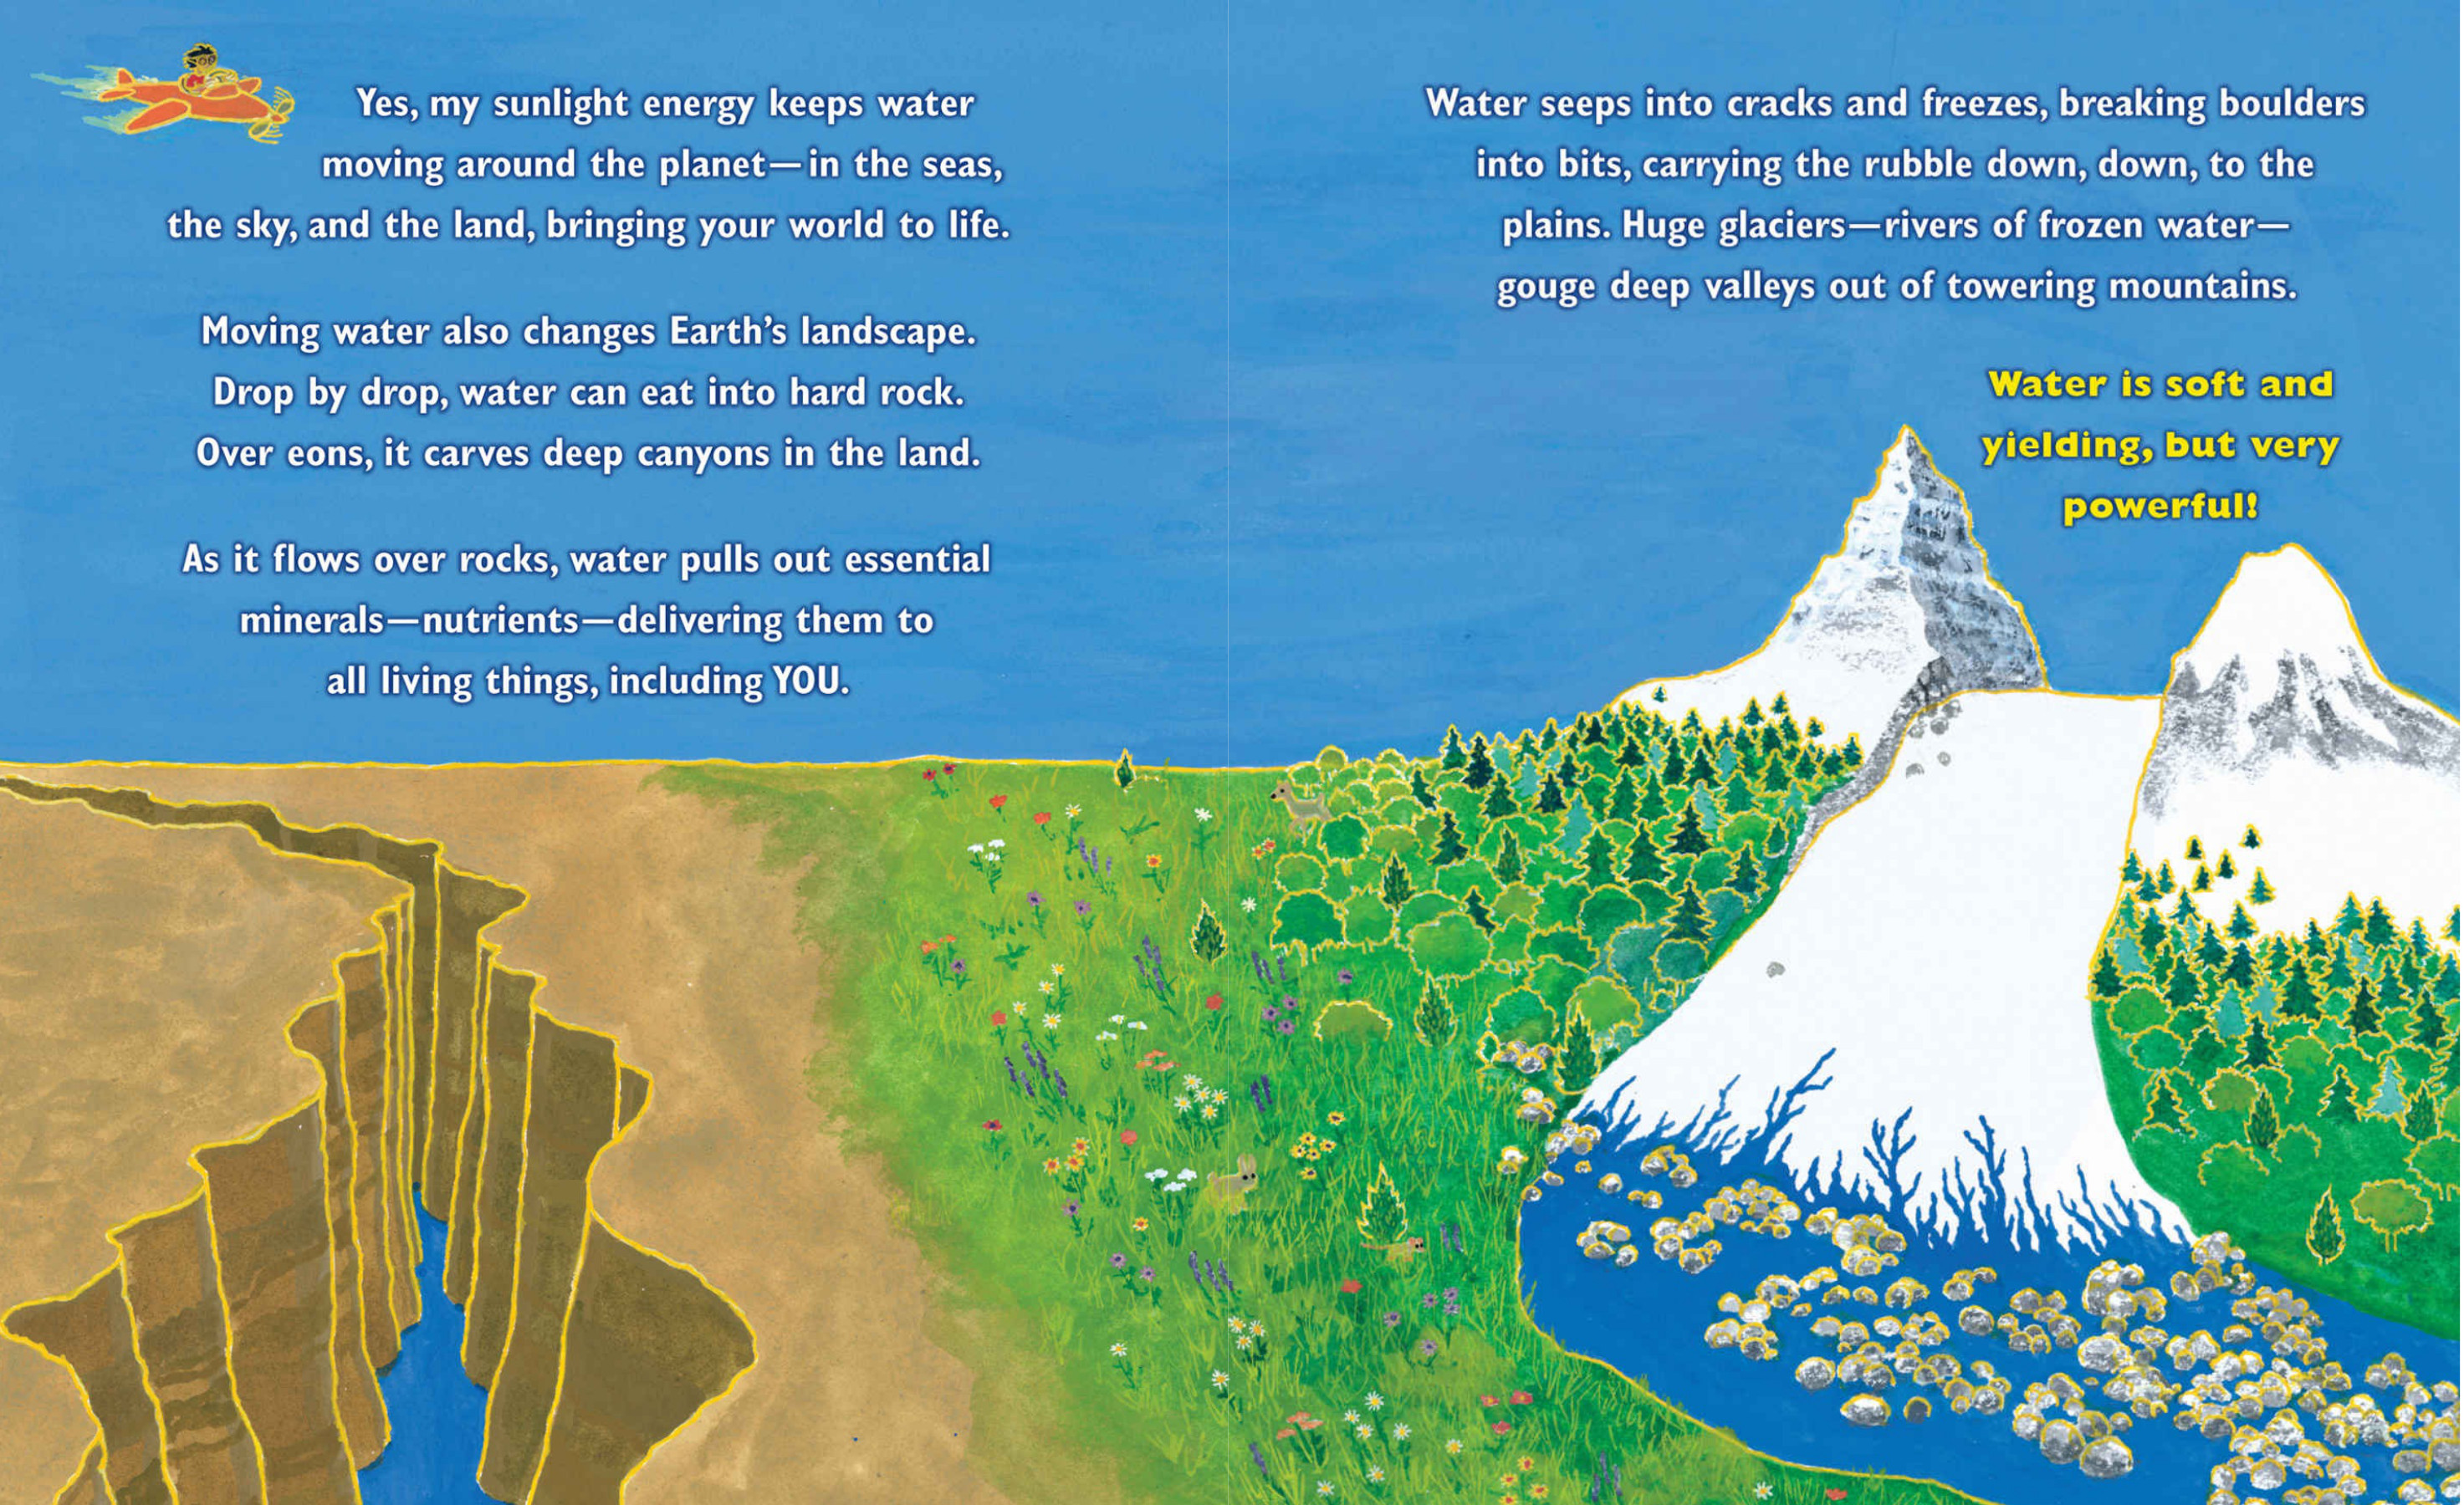 Yes, my sunlight energy keeps water
moving around the planet—in the seas,
the sky, and the land, bringing your world to life.
Moving water also changes Earth’s landscape.
Drop by drop, water can eat into hard rock.
Over eons, it carves deep canyons in the land.
As it flows over rocks, water pulls out essential
minerals—nutrients—delivering them to
all living things, including YOU.
Water seeps into cracks and freezes, breaking boulders
into bits, carrying the rubble down, down, to the
plains. Huge glaciers—rivers of frozen water—
gouge deep valleys out of towering mountains.
Water is soft and
yielding, but very
powerful!